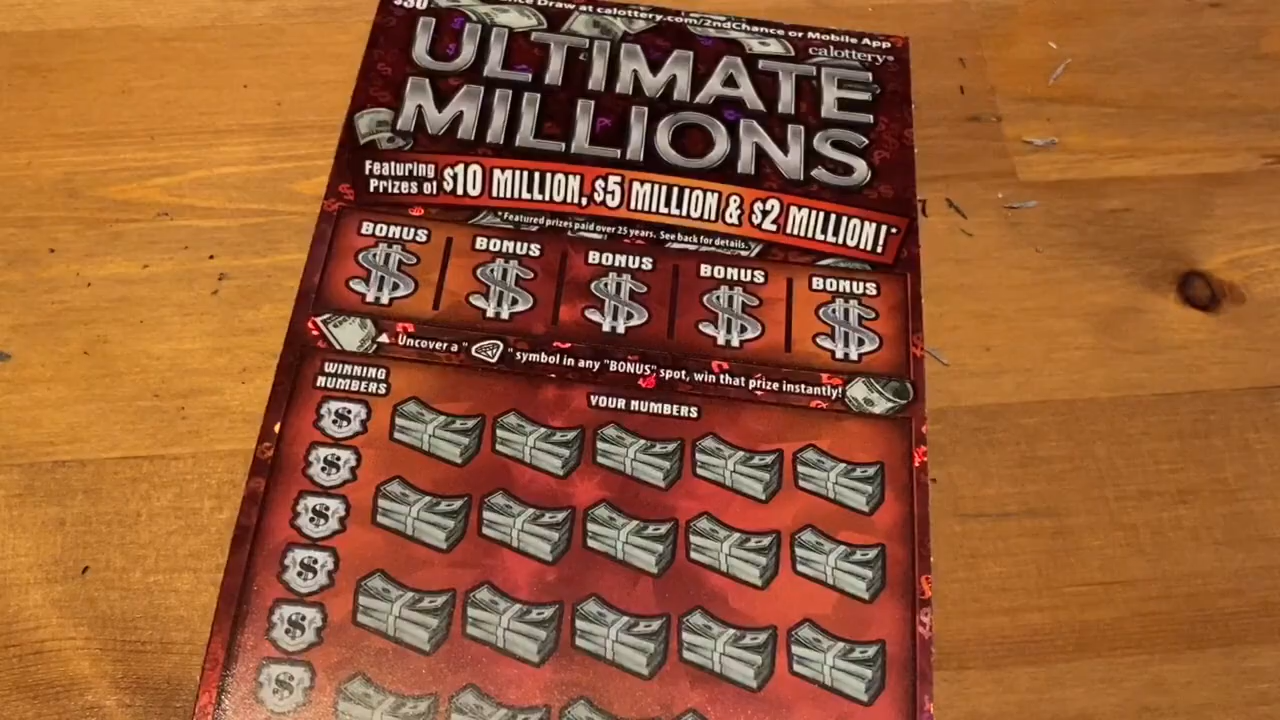 $30
nce Draw at calottery.com/2ndChance or Mobile App
calottery®
ULTIMATE
MILLIONS
Featuring
Prizes of $10 MILLION, $5 MILLION & $2 MILLION!*
*Featured prizes paid over 25 years. See back for details.
BONUS BONUS BONUS BONUS BONUS
$ $ $ $ $
Uncover a " " symbol in any "BONUS" spot, win that prize instantly!
WINNING
NUMBERS
YOUR NUMBERS
$
$
$
$
$
$